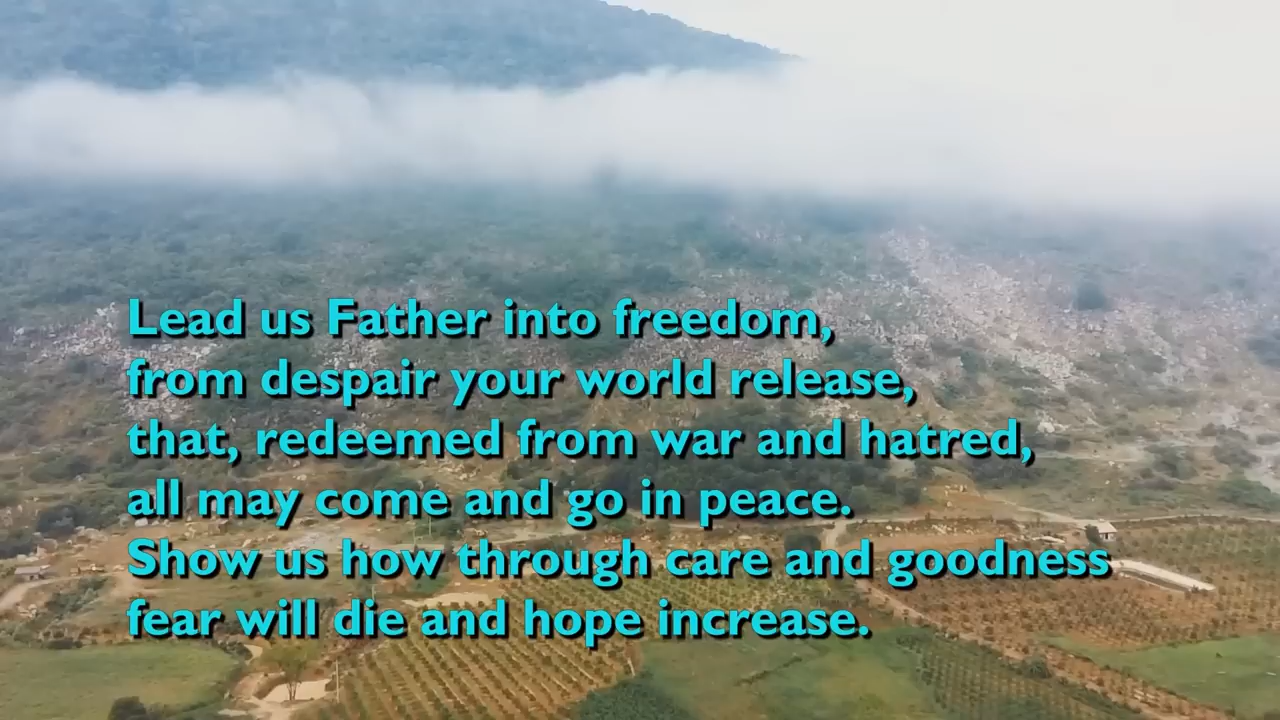 Lead us Father into freedom,
from despair your world release,
that, redeemed from war and hatred,
all may come and go in peace.
Show us how through care and goodness
fear will die and hope increase.